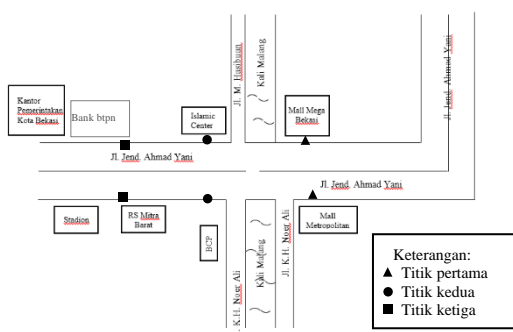 Kantor
Pemerintakan
Kota Bekasi
Bank btpn
Islamic
Center
Jl. M. Hasibuan
Kali Malang
Mall Mega
Bekasi
Jl. Jend. Ahmad Yani
Jl. Jend. Ahmad Yani
Jl. Jend. Ahmad Yani
Stadion
RS Mitra
Barat
BCP
K.H. Noer Ali
Kali Malang
Jl. K.H. Noer Ali
Mall
Metropolitan
Keterangan:
Titik pertama
Titik kedua
Titik ketiga